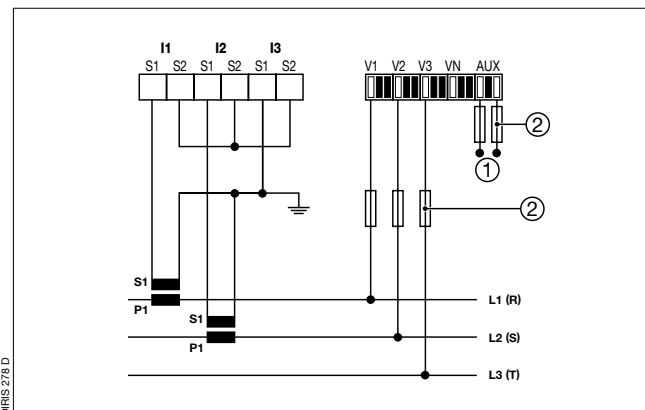 I1 I2 I3
S1 S2 S1 S2 S1 S2
V1 V2 V3 VN AUX
2
1
2
S1
P1
L1 (R)
S1
P1
L2 (S)
L3 (T)
DIRIS 278 D